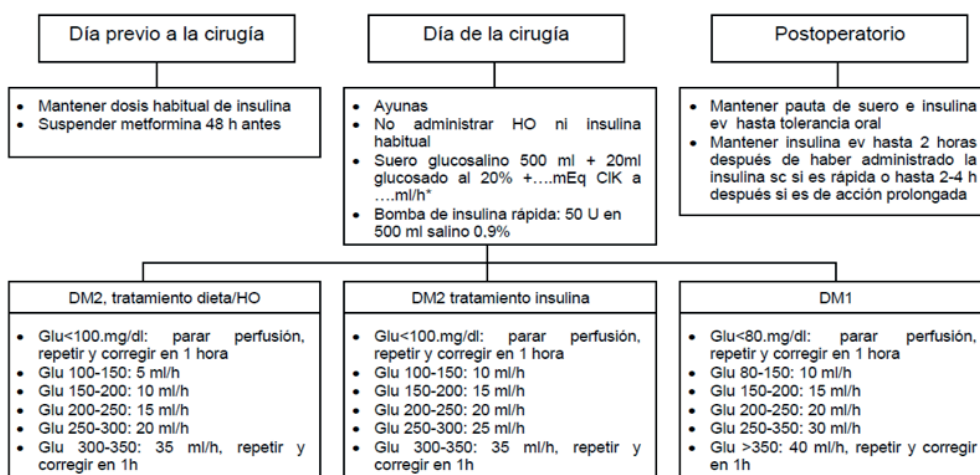 Día previo a la cirugía
Día de la cirugía
Postoperatorio
• Mantener dosis habitual de insulina
• Suspender metformina 48 h antes
• Ayunas
• No administrar HO ni insulina
habitual
• Suero glucosalino 500 ml + 20ml
glucosado al 20% +....mEq ClK a
....ml/h*
• Bomba de insulina rápida: 50 U en
500 ml salino 0.9%
• Mantener pauta de suero e insulina
ev hasta tolerancia oral
• Mantener insulina ev hasta 2 horas
después de haber administrado la
insulina sc si es rápida o hasta 2-4 h
después si es de acción prolongada
DM2, tratamiento dieta/HO
• Glu<100.mg/dl: parar perfusión,
repetir y corregir en 1 hora
• Glu 100-150: 5 ml/h
• Glu 150-200: 10 ml/h
• Glu 200-250: 15 ml/h
• Glu 250-300: 20 ml/h
• Glu 300-350: 35 ml/h, repetir y
corregir en 1h
DM2 tratamiento insulina
• Glu<100.mg/dl: parar perfusión,
repetir y corregir en 1 hora
• Glu 100-150: 10 ml/h
• Glu 150-200: 15 ml/h
• Glu 200-250: 20 ml/h
• Glu 250-300: 25 ml/h
• Glu 300-350: 35 ml/h, repetir y
corregir en 1h
DM1
• Glu<80.mg/dl: parar perfusión,
repetir y corregir en 1 hora
• Glu 80-150: 10 ml/h
• Glu 150-200: 15 ml/h
• Glu 200-250: 20 ml/h
• Glu 250-350: 30 ml/h
• Glu >350: 40 ml/h, repetir y corregir
en 1h